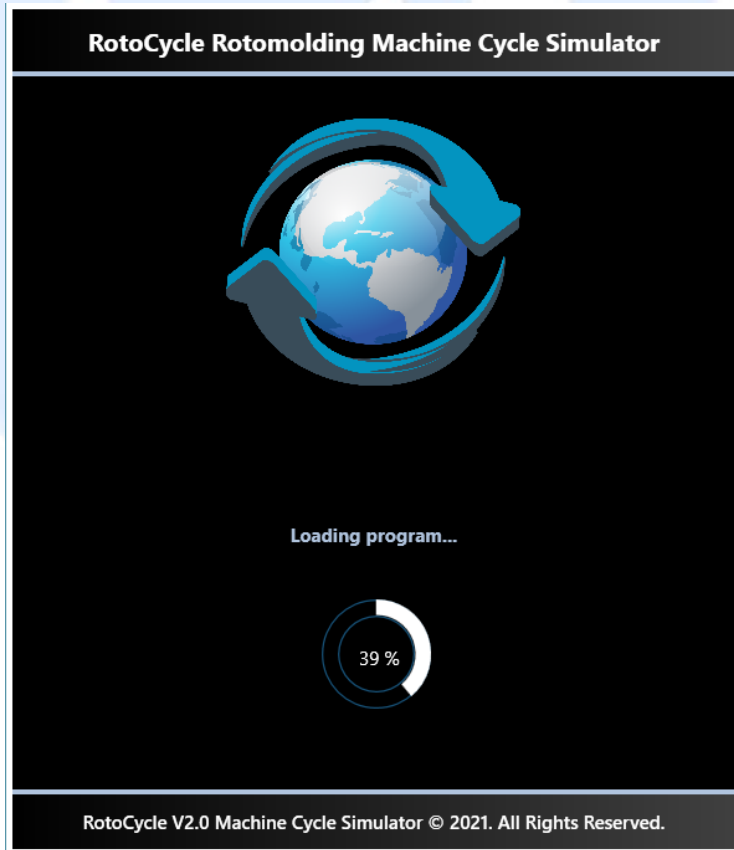 RotoCycle Rotomolding Machine Cycle Simulator
Loading program...
39 %
RotoCycle V2.0 Machine Cycle Simulator © 2021. All Rights Reserved.